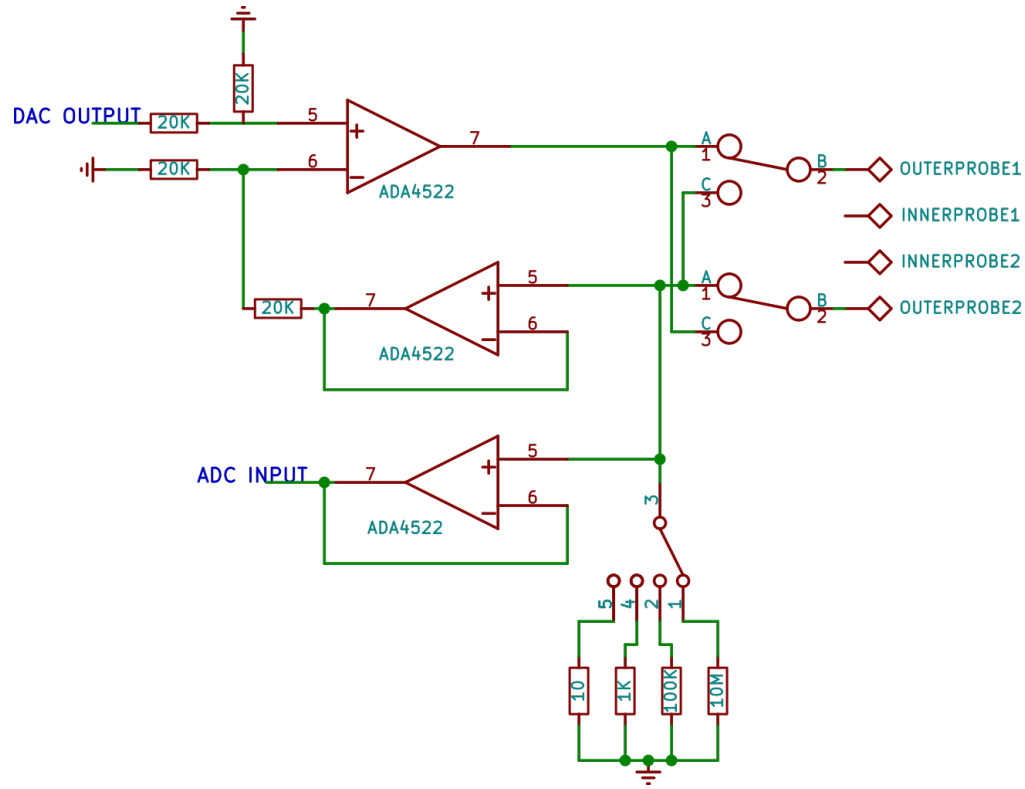 20K
DAC OUTPUT
20K
5
+
7
A
1
B
2
OUTERPROBE1
20K
6
−
ADA4522
C
3
INNERPROBE1
INNERPROBE2
20K
7
5
+
6
−
ADA4522
A
1
B
2
OUTERPROBE2
C
3
ADC INPUT
7
5
+
6
−
ADA4522
3
5
4
2
1
10
1K
100K
10M